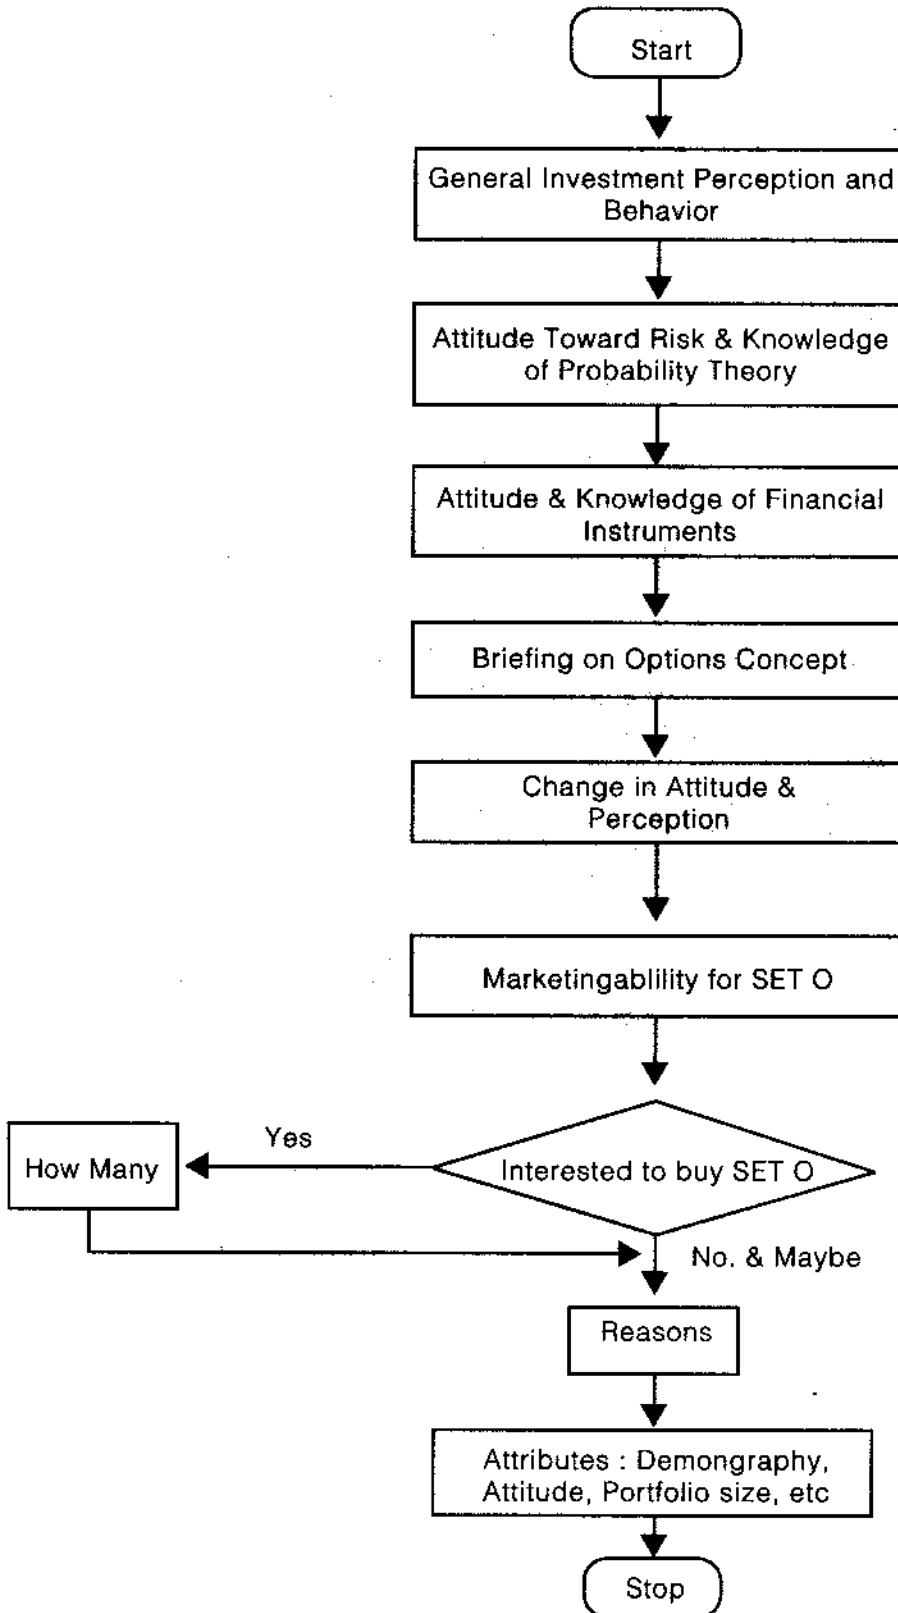 Start
General Investment Perception and
Behavior
Attitude Toward Risk & Knowledge
of Probability Theory
Attitude & Knowledge of Financial
Instruments
Briefing on Options Concept
Change in Attitude &
Perception
Marketingablility for SET O
Interested to buy SET O
Yes
How Many
No. & Maybe
Reasons
Attributes : Demongraphy,
Attitude, Portfolio size, etc
Stop